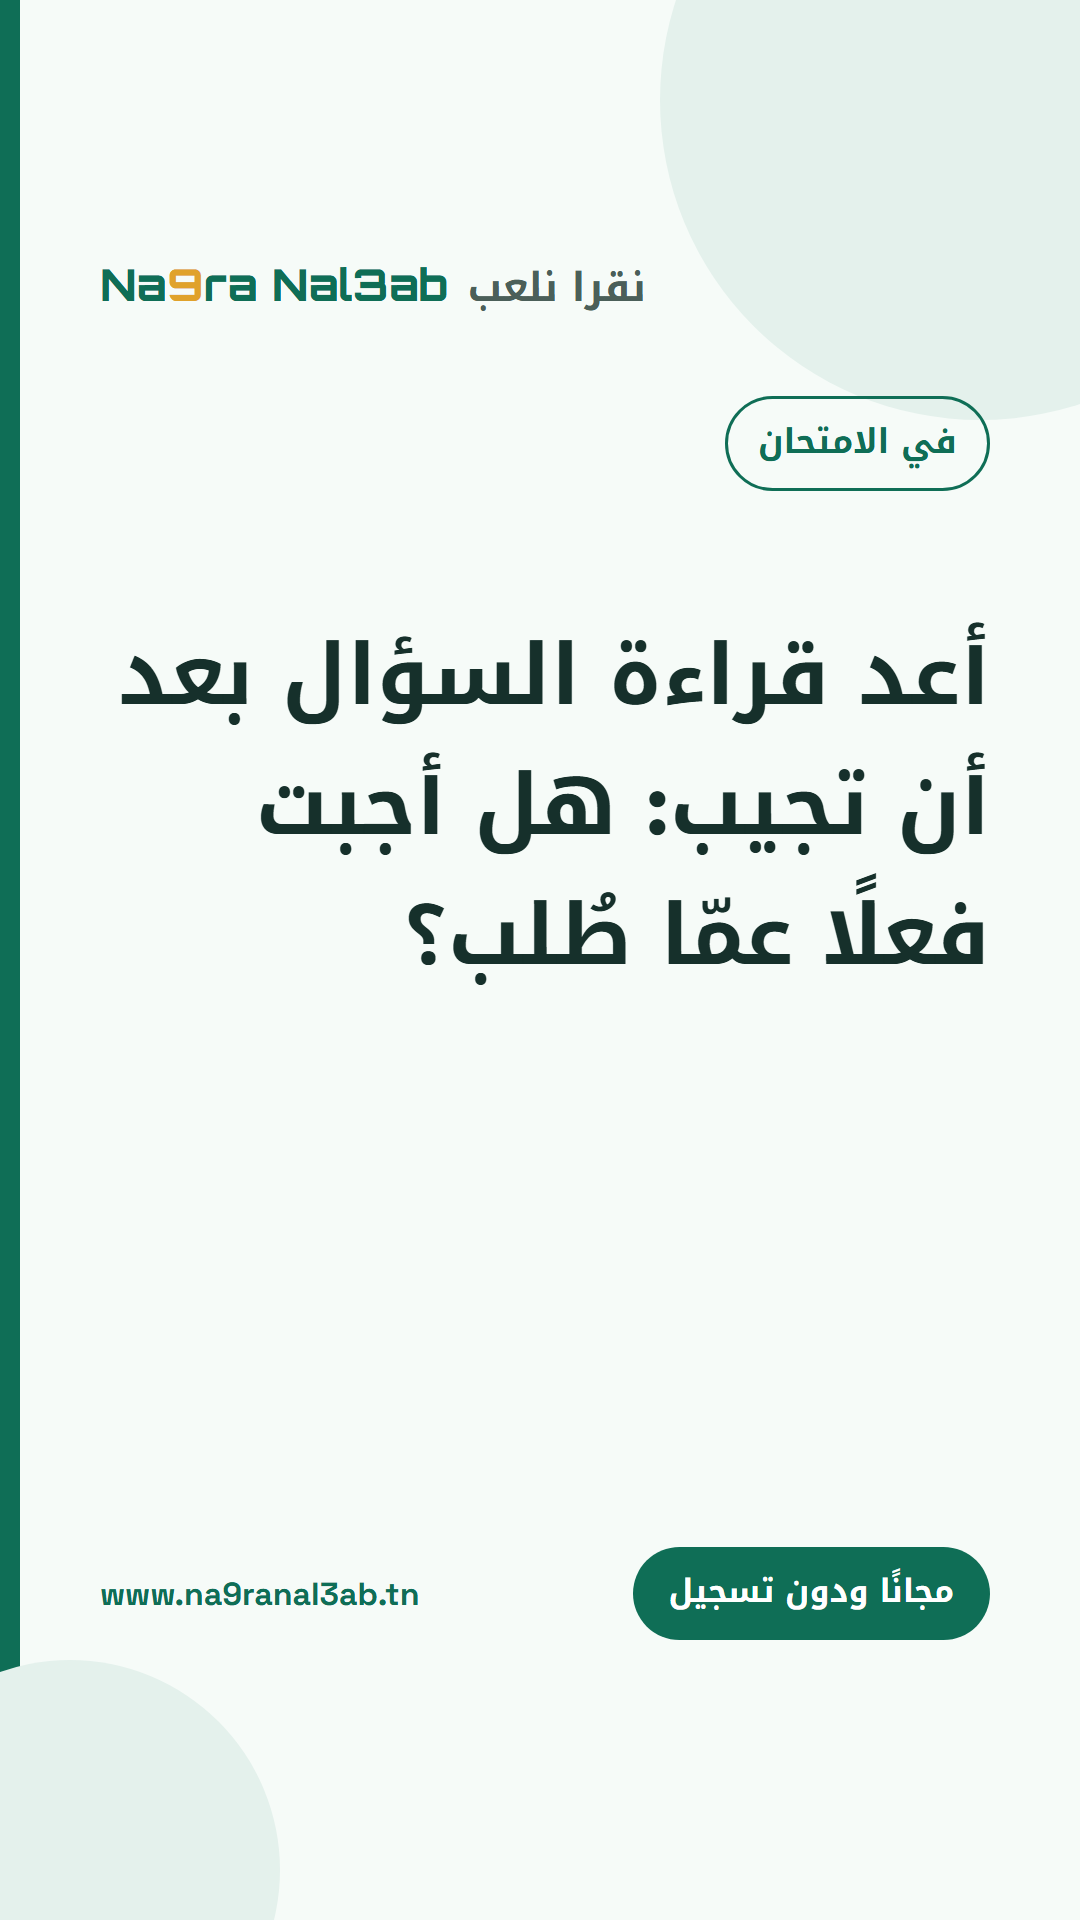 Na9ra Nal3ab نقرا نلعب
في الامتحان
أعد قراءة السؤال بعد
أن تجيب: هل أجبت
فعلًا عمّا طُلب؟
www.na9ranal3ab.tn
مجانًا ودون تسجيل